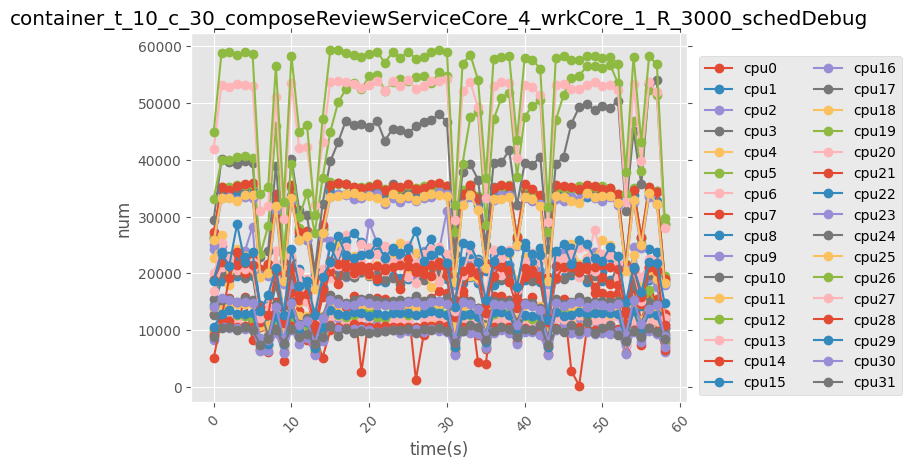 container_t_10_c_30_composeReviewServiceCore_4_wrkCore_1_R_3000_schedDebug
60000
50000
40000
30000
20000
10000
0
num
0 10 20 30 40 50 60
time(s)
cpu0 cpu16
cpu1 cpu17
cpu2 cpu18
cpu3 cpu19
cpu4 cpu20
cpu5 cpu21
cpu6 cpu22
cpu7 cpu23
cpu8 cpu24
cpu9 cpu25
cpu10 cpu26
cpu11 cpu27
cpu12 cpu28
cpu13 cpu29
cpu14 cpu30
cpu15 cpu31